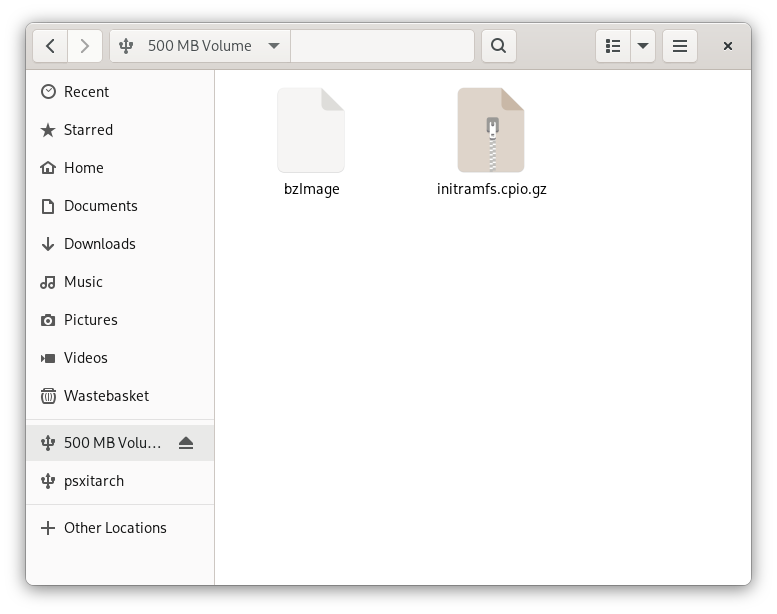 500 MB Volume
Recent
Starred
Home
Documents
Downloads
Music
Pictures
Videos
Wastebasket
500 MB Volu...
psxitarch
Other Locations
bzImage
initramfs.cpio.gz